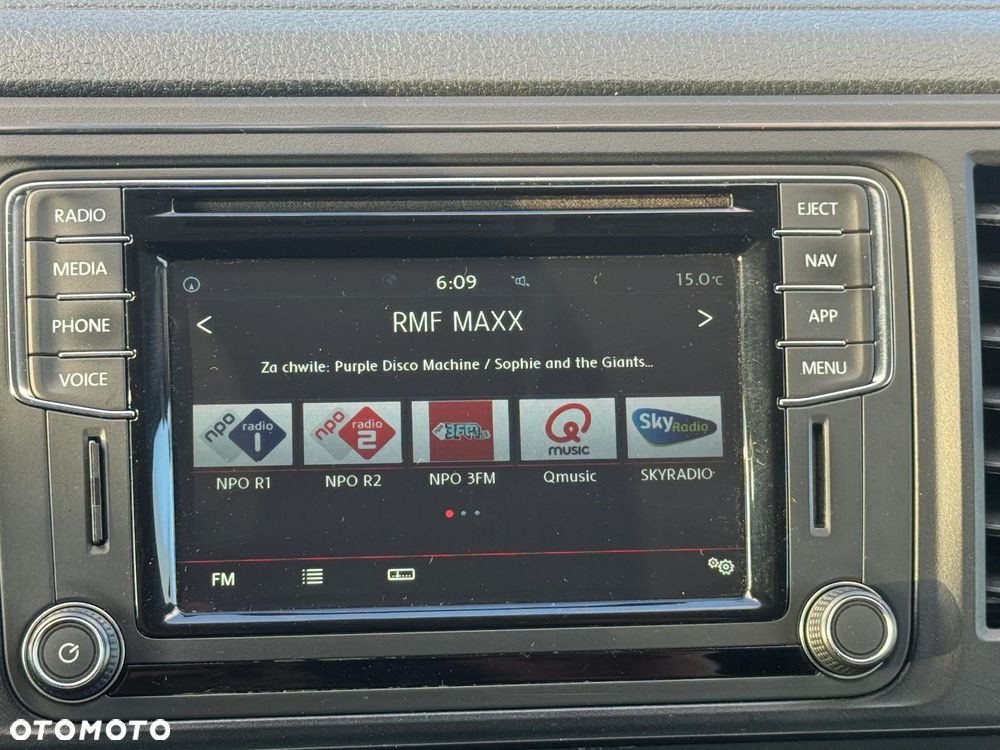 RADIO
MEDIA
PHONE
VOICE
EJECT
NAV
APP
MENU
6:09
15.0°C
< RMF MAXX >
Za chwile: Purple Disco Machine / Sophie and the Giants...
npo radio 1
npo radio 2
3FM
Q MUSIC
Sky Radio
NPO R1
NPO R2
NPO 3FM
Qmusic
SKYRADIO
FM
OTOMOTO